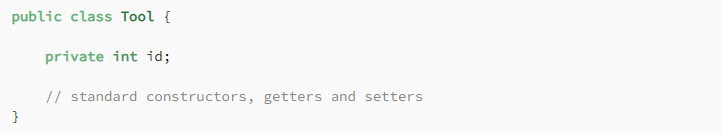 public class Tool {
private int id;
// standard constructors, getters and setters
}